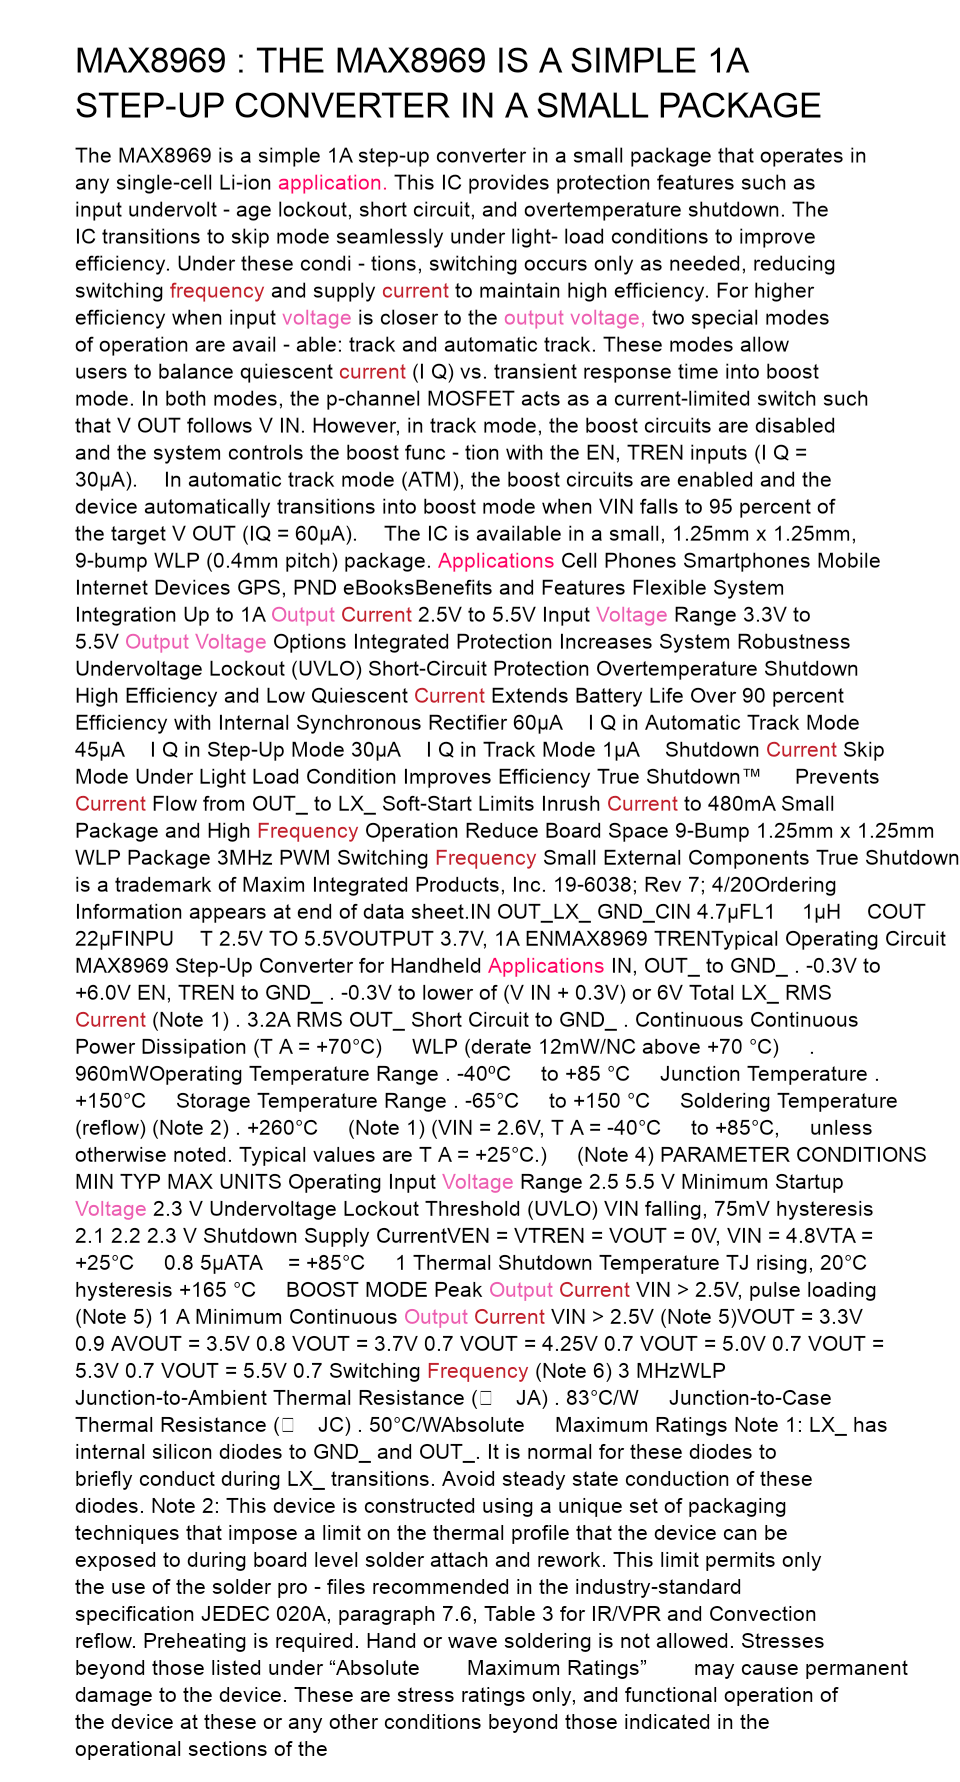 MAX8969 : THE MAX8969 IS A SIMPLE 1A
STEP-UP CONVERTER IN A SMALL PACKAGE
The MAX8969 is a simple 1A step-up converter in a small package that operates in
any single-cell Li-ion application. This IC provides protection features such as
input undervolt - age lockout, short circuit, and overtemperature shutdown. The
IC transitions to skip mode seamlessly under light- load conditions to improve
efficiency. Under these condi - tions, switching occurs only as needed, reducing
switching frequency and supply current to maintain high efficiency. For higher
efficiency when input voltage is closer to the output voltage, two special modes
of operation are avail - able: track and automatic track. These modes allow
users to balance quiescent current (I Q) vs. transient response time into boost
mode. In both modes, the p-channel MOSFET acts as a current-limited switch such
that V OUT follows V IN. However, in track mode, the boost circuits are disabled
and the system controls the boost func - tion with the EN, TREN inputs (I Q =
30µA). In automatic track mode (ATM), the boost circuits are enabled and the
device automatically transitions into boost mode when VIN falls to 95 percent of
the target V OUT (IQ = 60µA). The IC is available in a small, 1.25mm x 1.25mm,
9-bump WLP (0.4mm pitch) package. Applications Cell Phones Smartphones Mobile
Internet Devices GPS, PND eBooksBenefits and Features Flexible System
Integration Up to 1A Output Current 2.5V to 5.5V Input Voltage Range 3.3V to
5.5V Output Voltage Options Integrated Protection Increases System Robustness
Undervoltage Lockout (UVLO) Short-Circuit Protection Overtemperature Shutdown
High Efficiency and Low Quiescent Current Extends Battery Life Over 90 percent
Efficiency with Internal Synchronous Rectifier 60µA I Q in Automatic Track Mode
45µA I Q in Step-Up Mode 30µA I Q in Track Mode 1µA Shutdown Current Skip
Mode Under Light Load Condition Improves Efficiency True Shutdown™ Prevents
Current Flow from OUT_ to LX_ Soft-Start Limits Inrush Current to 480mA Small
Package and High Frequency Operation Reduce Board Space 9-Bump 1.25mm x 1.25mm
WLP Package 3MHz PWM Switching Frequency Small External Components True Shutdown
is a trademark of Maxim Integrated Products, Inc. 19-6038; Rev 7; 4/20Ordering
Information appears at end of data sheet.IN OUT_LX_ GND_CIN 4.7µFL1 1µH COUT
22µFINPU T 2.5V TO 5.5VOUTPUT 3.7V, 1A ENMAX8969 TRENTypical Operating Circuit
MAX8969 Step-Up Converter for Handheld Applications IN, OUT_ to GND_ . -0.3V to
+6.0V EN, TREN to GND_ . -0.3V to lower of (V IN + 0.3V) or 6V Total LX_ RMS
Current (Note 1) . 3.2A RMS OUT_ Short Circuit to GND_ . Continuous Continuous
Power Dissipation (T A = +70°C) WLP (derate 12mW/NC above +70 °C) .
960mWOperating Temperature Range . -40ºC to +85 °C Junction Temperature .
+150°C Storage Temperature Range . -65°C to +150 °C Soldering Temperature
(reflow) (Note 2) . +260°C (Note 1) (VIN = 2.6V, T A = -40°C to +85°C, unless
otherwise noted. Typical values are T A = +25°C.) (Note 4) PARAMETER CONDITIONS
MIN TYP MAX UNITS Operating Input Voltage Range 2.5 5.5 V Minimum Startup
Voltage 2.3 V Undervoltage Lockout Threshold (UVLO) VIN falling, 75mV hysteresis
2.1 2.2 2.3 V Shutdown Supply CurrentVEN = VTREN = VOUT = 0V, VIN = 4.8VTA =
+25°C 0.8 5µATA = +85°C 1 Thermal Shutdown Temperature TJ rising, 20°C
hysteresis +165 °C BOOST MODE Peak Output Current VIN > 2.5V, pulse loading
(Note 5) 1 A Minimum Continuous Output Current VIN > 2.5V (Note 5)VOUT = 3.3V
0.9 AVOUT = 3.5V 0.8 VOUT = 3.7V 0.7 VOUT = 4.25V 0.7 VOUT = 5.0V 0.7 VOUT =
5.3V 0.7 VOUT = 5.5V 0.7 Switching Frequency (Note 6) 3 MHzWLP
Junction-to-Ambient Thermal Resistance (□ JA) . 83°C/W Junction-to-Case
Thermal Resistance (□ JC) . 50°C/WAbsolute Maximum Ratings Note 1: LX_ has
internal silicon diodes to GND_ and OUT_. It is normal for these diodes to
briefly conduct during LX_ transitions. Avoid steady state conduction of these
diodes. Note 2: This device is constructed using a unique set of packaging
techniques that impose a limit on the thermal profile that the device can be
exposed to during board level solder attach and rework. This limit permits only
the use of the solder pro - files recommended in the industry-standard
specification JEDEC 020A, paragraph 7.6, Table 3 for IR/VPR and Convection
reflow. Preheating is required. Hand or wave soldering is not allowed. Stresses
beyond those listed under “Absolute Maximum Ratings” may cause permanent
damage to the device. These are stress ratings only, and functional operation of
the device at these or any other conditions beyond those indicated in the
operational sections of the